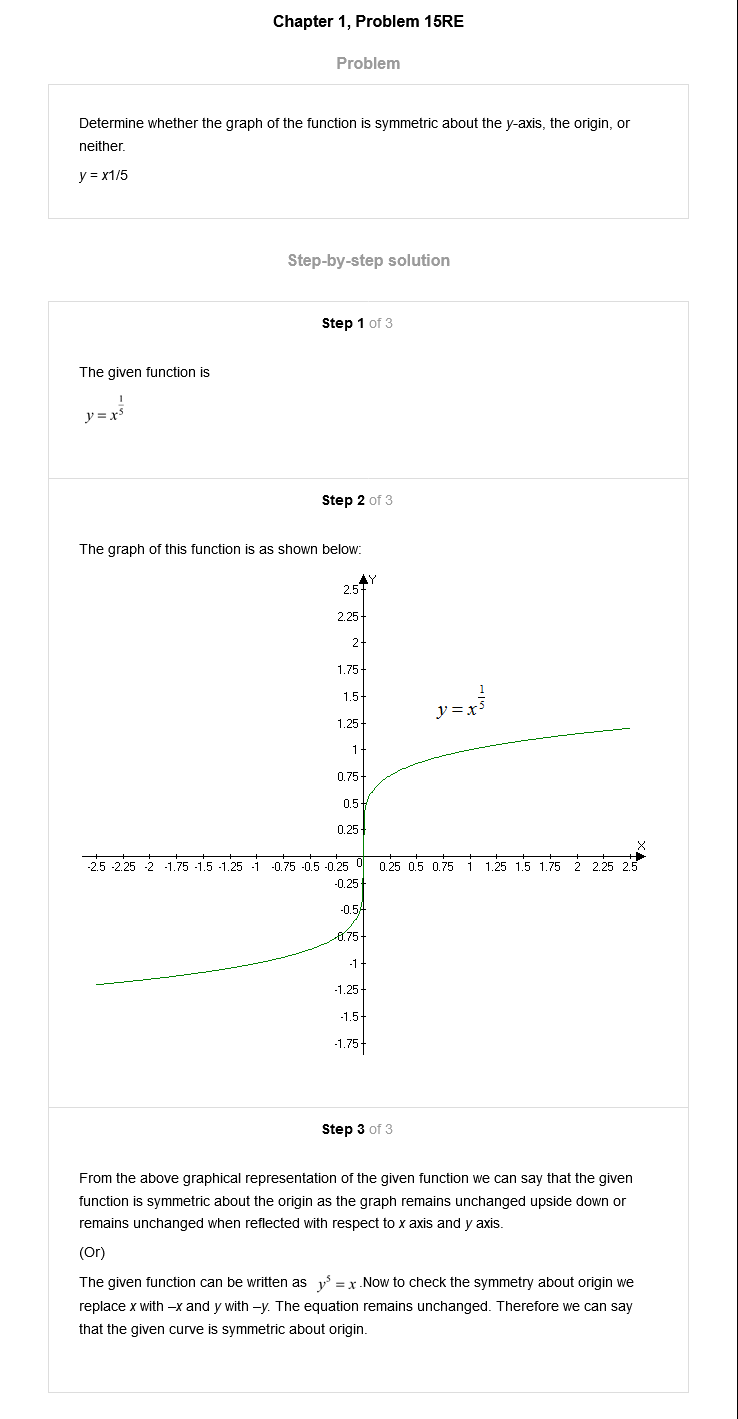 Chapter 1, Problem 15RE
Problem
Determine whether the graph of the function is symmetric about the y-axis, the origin, or
neither.
y = x1/5
Step-by-step solution
Step 1 of 3
The given function is
y = x^(1/5)
Step 2 of 3
The graph of this function is as shown below:
Y
2.5
2.25
2
1.75
1.5
y = x^(1/5)
1.25
1
0.75
0.5
0.25
X
-2.5 -2.25 -2 -1.75 -1.5 -1.25 -1 -0.75 -0.5 -0.25 0 0.25 0.5 0.75 1 1.25 1.5 1.75 2 2.25 2.5
-0.25
-0.5
-0.75
-1
-1.25
-1.5
-1.75
Step 3 of 3
From the above graphical representation of the given function we can say that the given
function is symmetric about the origin as the graph remains unchanged upside down or
remains unchanged when reflected with respect to x axis and y axis.
(Or)
The given function can be written as y⁵ = x .Now to check the symmetry about origin we
replace x with –x and y with –y. The equation remains unchanged. Therefore we can say
that the given curve is symmetric about origin.